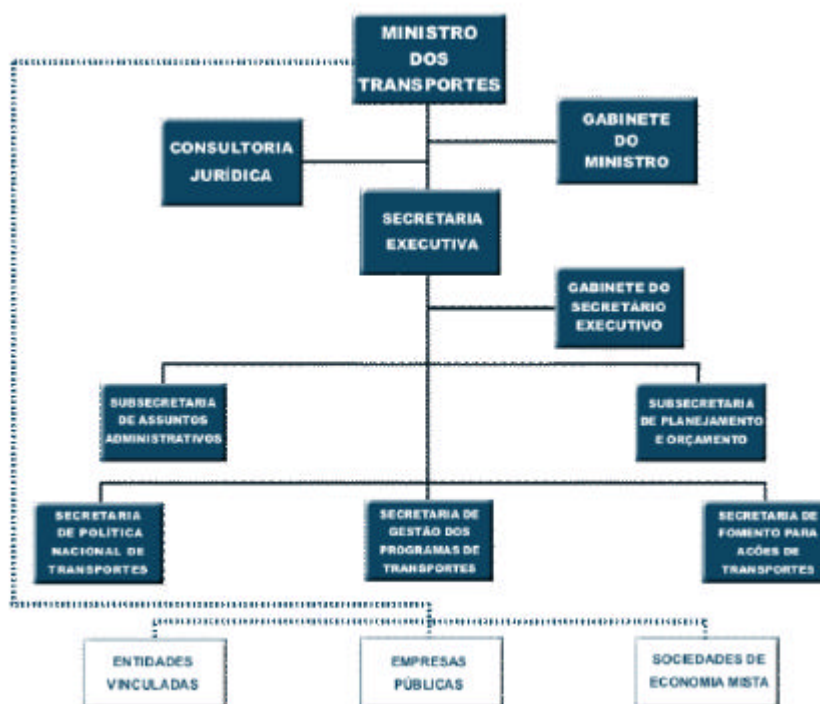 MINISTRO
DOS
TRANSPORTES
GABINETE
DO
MINISTRO
CONSULTORIA
JURÍDICA
SECRETARIA
EXECUTIVA
GABINETE DO
SECRETÁRIO
EXECUTIVO
SUBSECRETARIA
DE ASSUNTOS
ADMINISTRATIVOS
SUBSECRETARIA
DE PLANEJAMENTO
E ORÇAMENTO
SECRETARIA
DE POLÍTICA
NACIONAL DE
TRANSPORTES
SECRETARIA DE
GESTÃO DOS
PROGRAMAS DE
TRANSPORTES
SECRETARIA DE
FOMENTO PARA
ACÕES DE
TRANSPORTES
ENTIDADES
VINCULADAS
EMPRESAS
PÚBLICAS
SOCIEDADES DE
ECONOMIA MISTA